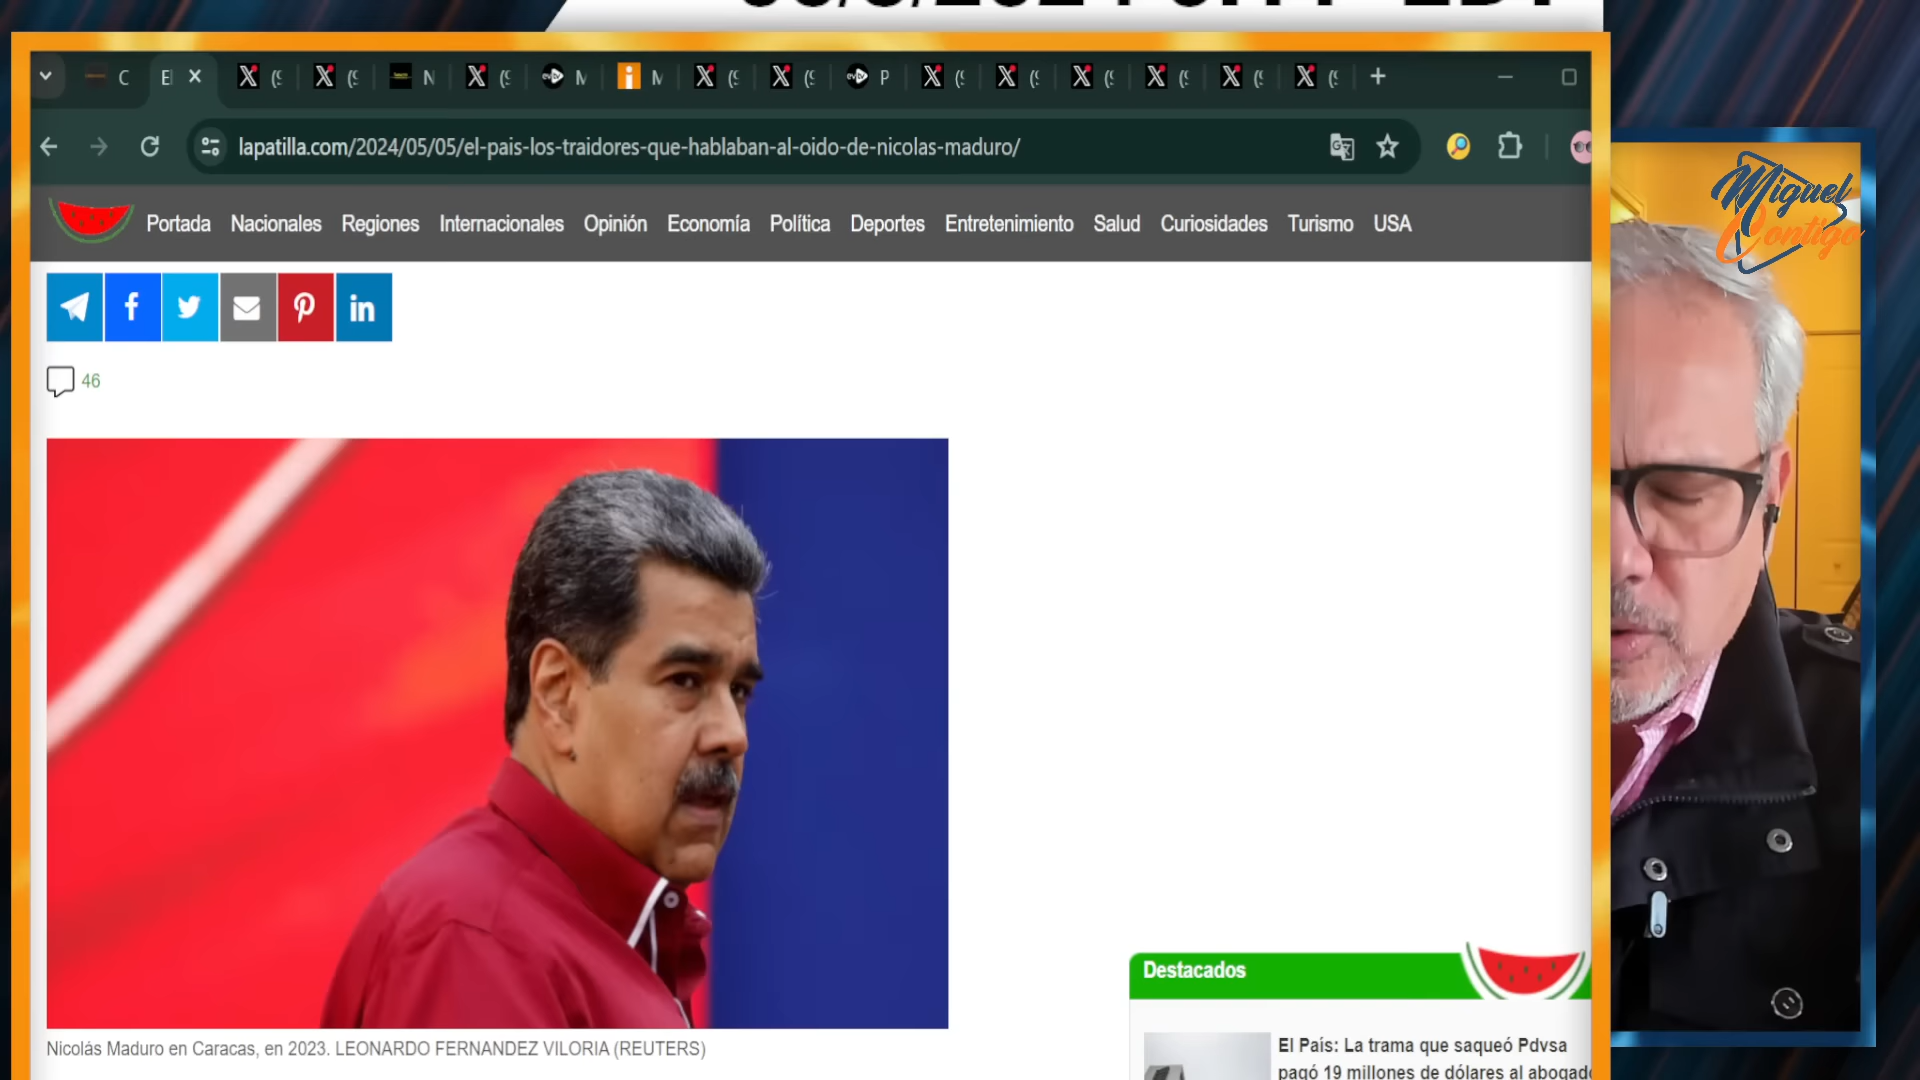 C
El
N
M
M
P
lapatilla.com/2024/05/05/el-pais-los-traidores-que-hablaban-al-oido-de-nicolas-maduro/
Miguel
Contigo
Portada Nacionales Regiones Internacionales Opinión Economía Política Deportes Entretenimiento Salud Curiosidades Turismo USA
46
Destacados
Nicolás Maduro en Caracas, en 2023. LEONARDO FERNANDEZ VILORIA (REUTERS)
El País: La trama que saqueó Pdvsa
pagó 19 millones de dólares al abogado